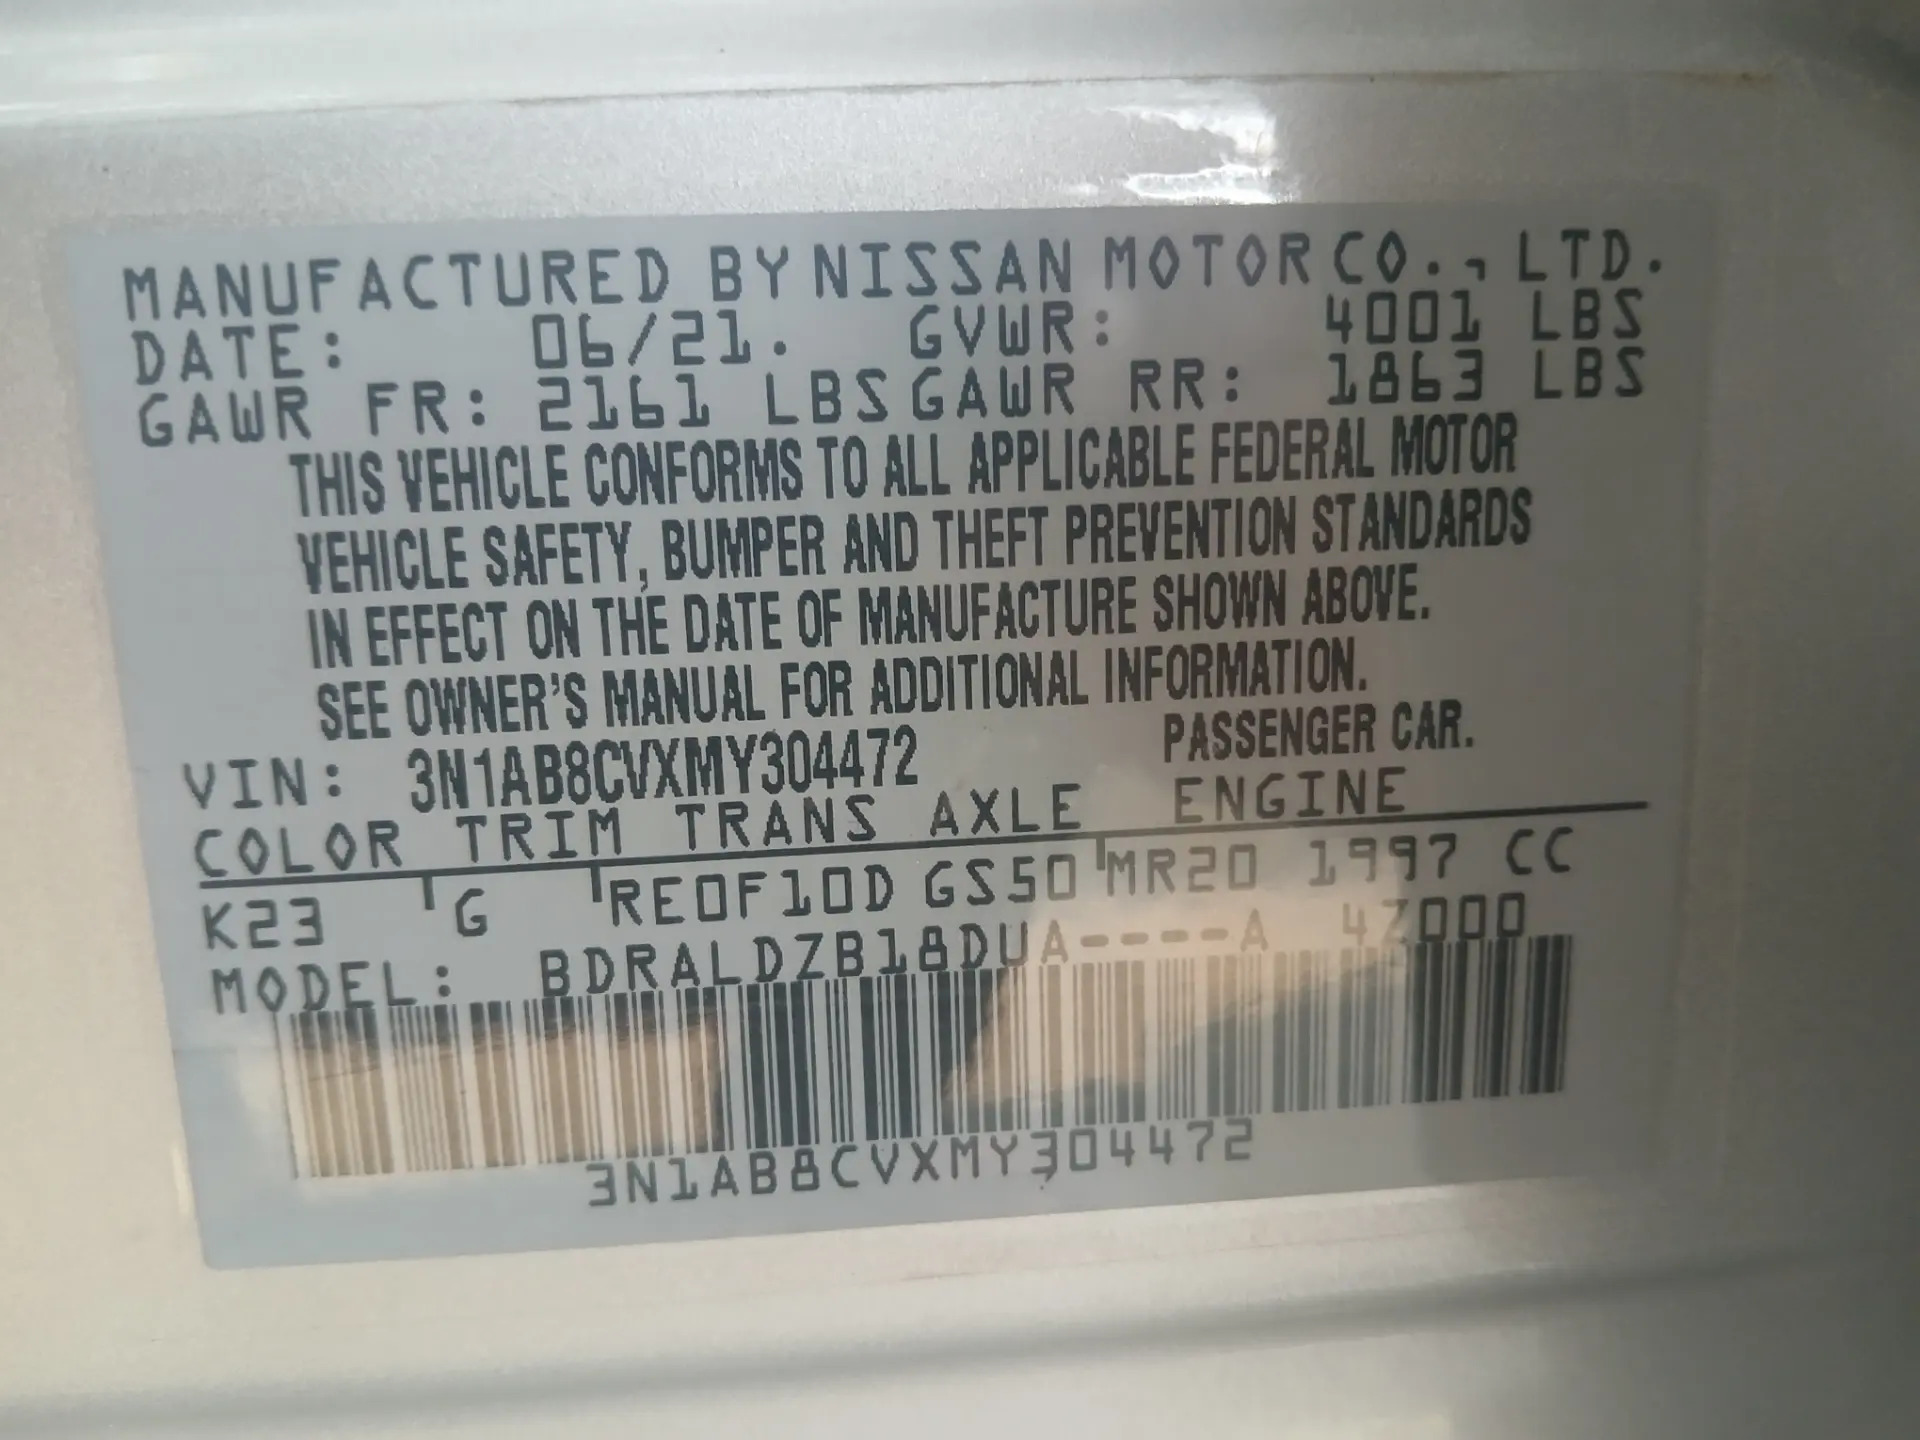 MANUFACTURED BY NISSAN MOTOR CO., LTD.
DATE: 06/21. GVWR: 4001 LBS
GAWR FR: 2161 LBS GAWR RR: 1863 LBS
THIS VEHICLE CONFORMS TO ALL APPLICABLE FEDERAL MOTOR
VEHICLE SAFETY, BUMPER AND THEFT PREVENTION STANDARDS
IN EFFECT ON THE DATE OF MANUFACTURE SHOWN ABOVE.
SEE OWNER'S MANUAL FOR ADDITIONAL INFORMATION.
VIN: 3N1AB8CVXMY304472 PASSENGER CAR.
COLOR TRIM TRANS AXLE ENGINE
K23 G RE0F10D GS50 MR20 1997 CC
MODEL: BDRALDZB18DUA----A 4Z000
3N1AB8CVXMY304472